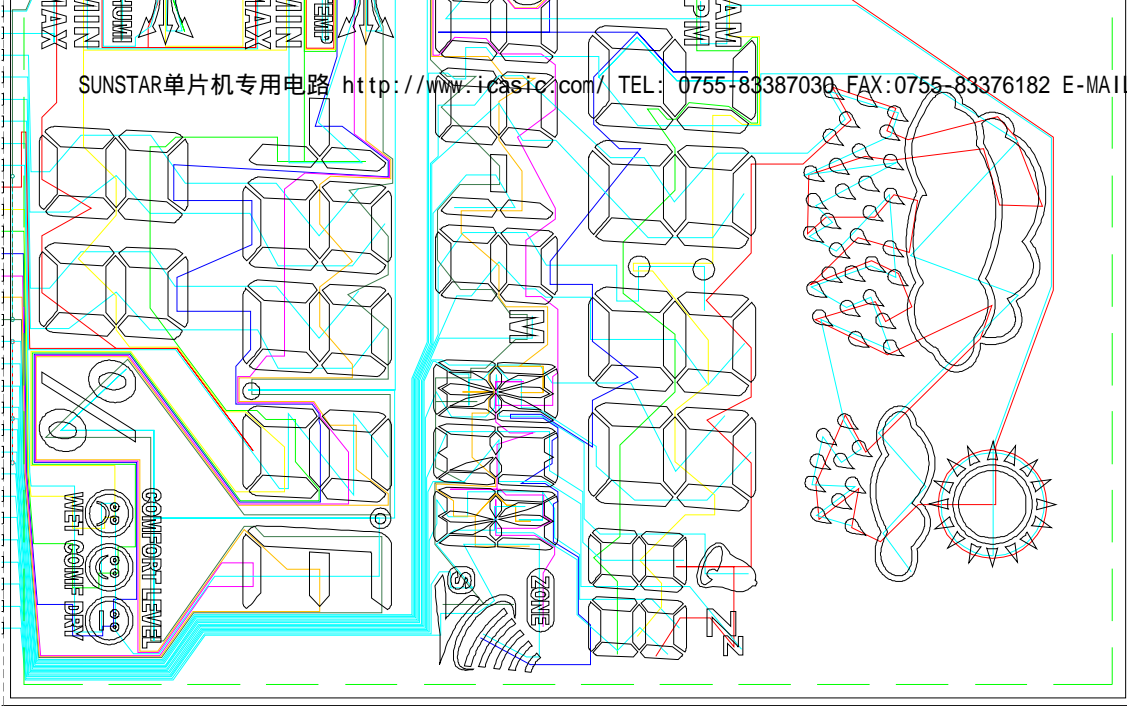 MAX
MIN
HUMI
MAX
MIN
TEMP
AM
PM
SUNSTAR单片机专用电路 http://www.icasic.com/ TEL: 0755-83387030 FAX:0755-83376182 E-MAIL
M
%
COMFORT LEVEL
WET COMF DRY
S
ZONE
Z
Z